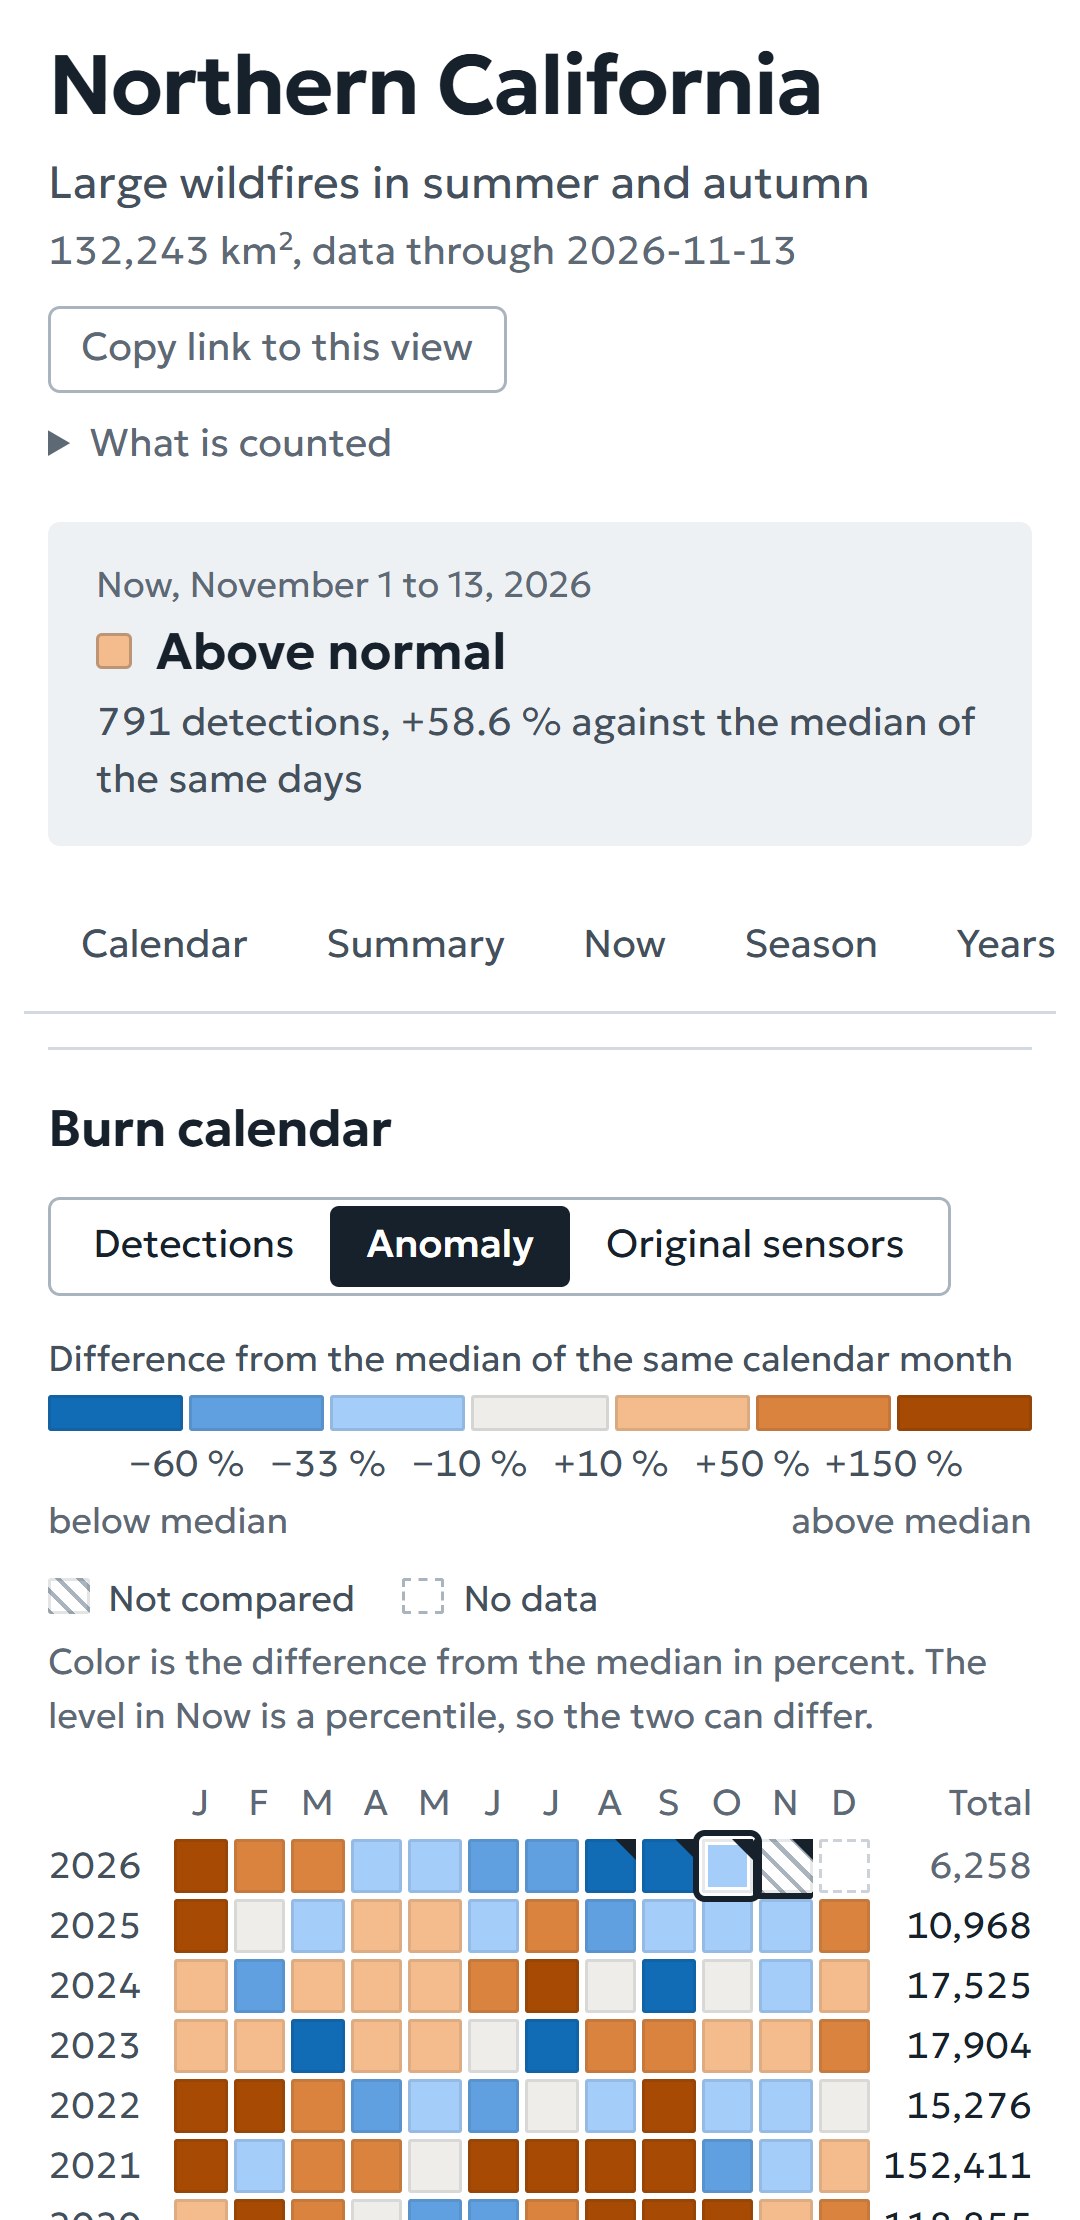 Northern California
Large wildfires in summer and autumn
132,243 km², data through 2026-11-13
Copy link to this view
What is counted
Now, November 1 to 13, 2026
Above normal
791 detections, +58.6 % against the median of
the same days
Calendar Summary Now Season Years
Burn calendar
Detections Anomaly Original sensors
Difference from the median of the same calendar month
−60 % −33 % −10 % +10 % +50 % +150 %
below median above median
Not compared No data
Color is the difference from the median in percent. The
level in Now is a percentile, so the two can differ.
J F M A M J J A S O N D Total
2026 6,258
2025 10,968
2024 17,525
2023 17,904
2022 15,276
2021 152,411